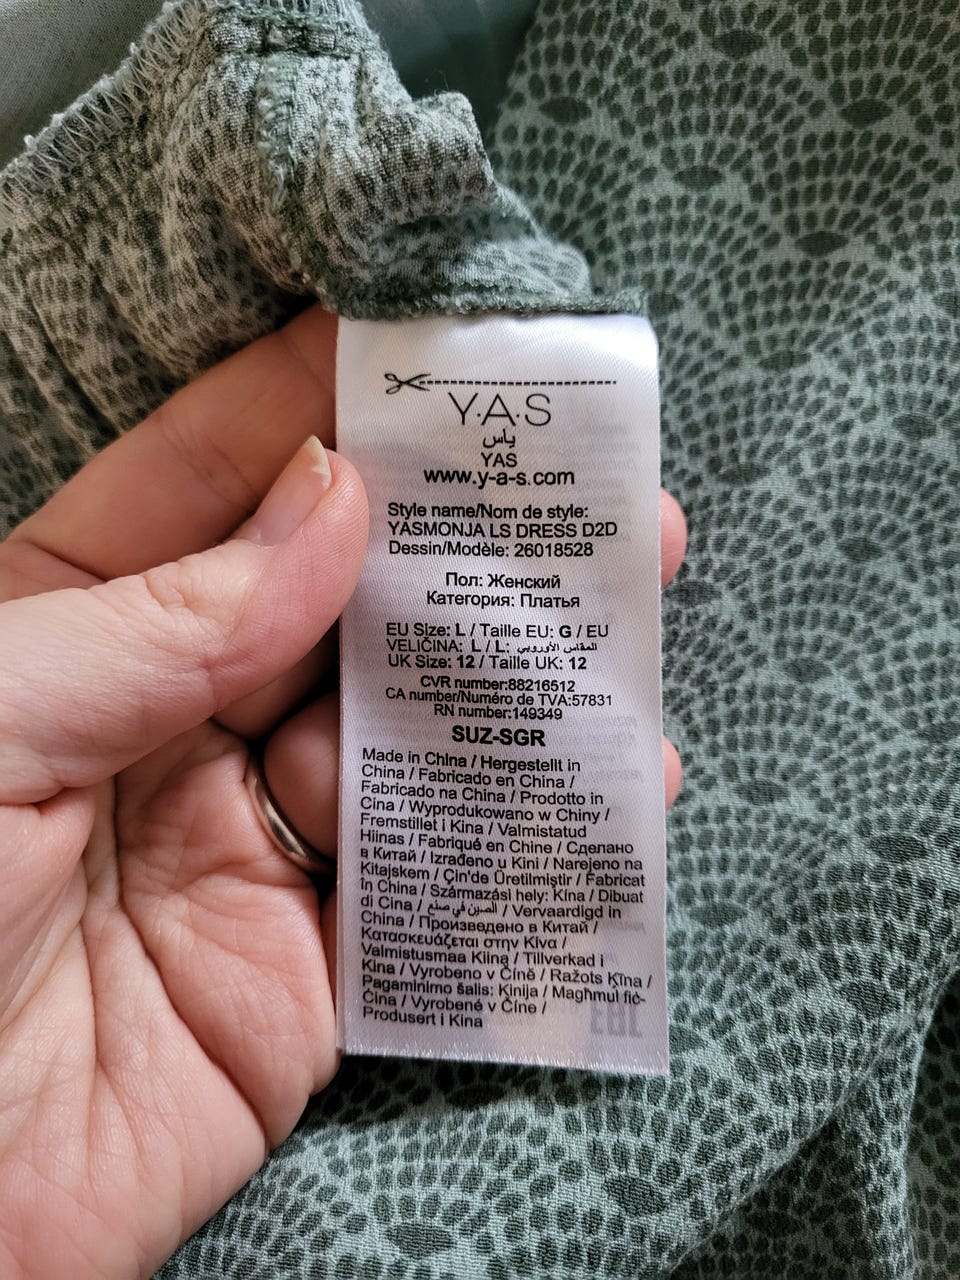 Y·A·S
ياس
YAS
www.y-a-s.com
Style name/Nom de style:
YASMONJA LS DRESS D2D
Dessin/Modèle: 26018528
Пол: Женский
Категория: Платья
EU Size: L / Taille EU: G / EU
VELIČINA: L / L: المقاس الأوروبي
UK Size: 12 / Taille UK: 12
CVR number:88216512
CA number/Numéro de TVA:57831
RN number:149349
SUZ-SGR
Made in China / Hergestellt in
China / Fabricado en China /
Fabricado na China / Prodotto in
Cina / Wyprodukowano w Chiny /
Fremstillet i Kina / Valmistatud
Hiinas / Fabriqué en Chine / Сделано
в Китай / Izrađeno u Kini / Narejeno na
Kitajskem / Çin'de Üretilmiştir / Fabricat
în China / Származási hely: Kína / Dibuat
di Cina / الصين في صنع / Vervaardigd in
China / Произведено в Китай /
Κατασκευάζεται στην Κίνα /
Valmistusmaa Kiina / Tillverkad i
Kina / Vyrobeno v Číně / Ražots Ķīna /
Pagaminimo šalis: Kinija / Magħmul fiċ-
Ċina / Vyrobené v Číne /
Produsert i Kina